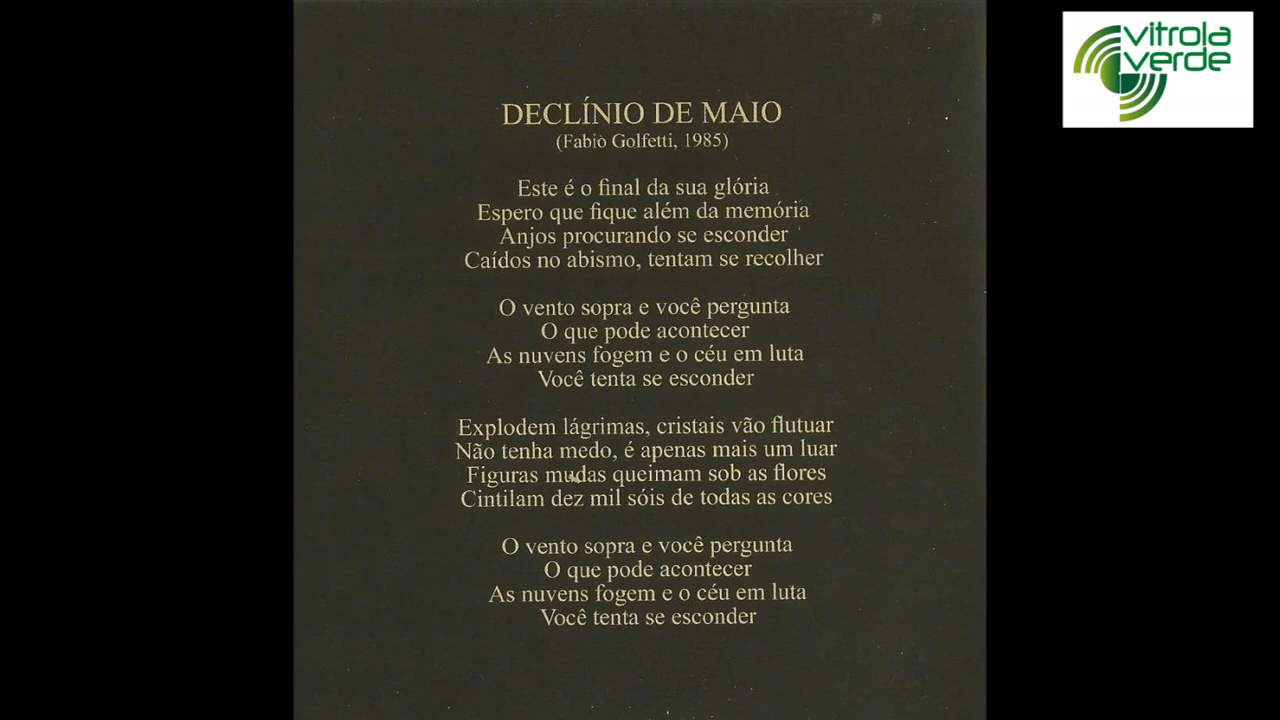 vitrola
verde
DECLÍNIO DE MAIO
(Fabio Golfetti, 1985)
Este é o final da sua glória
Espero que fique além da memória
Anjos procurando se esconder
Caídos no abismo, tentam se recolher
O vento sopra e você pergunta
O que pode acontecer
As nuvens fogem e o céu em luta
Você tenta se esconder
Explodem lágrimas, cristais vão flutuar
Não tenha medo, é apenas mais um luar
Figuras mudas queimam sob as flores
Cintilam dez mil sóis de todas as cores
O vento sopra e você pergunta
O que pode acontecer
As nuvens fogem e o céu em luta
Você tenta se esconder